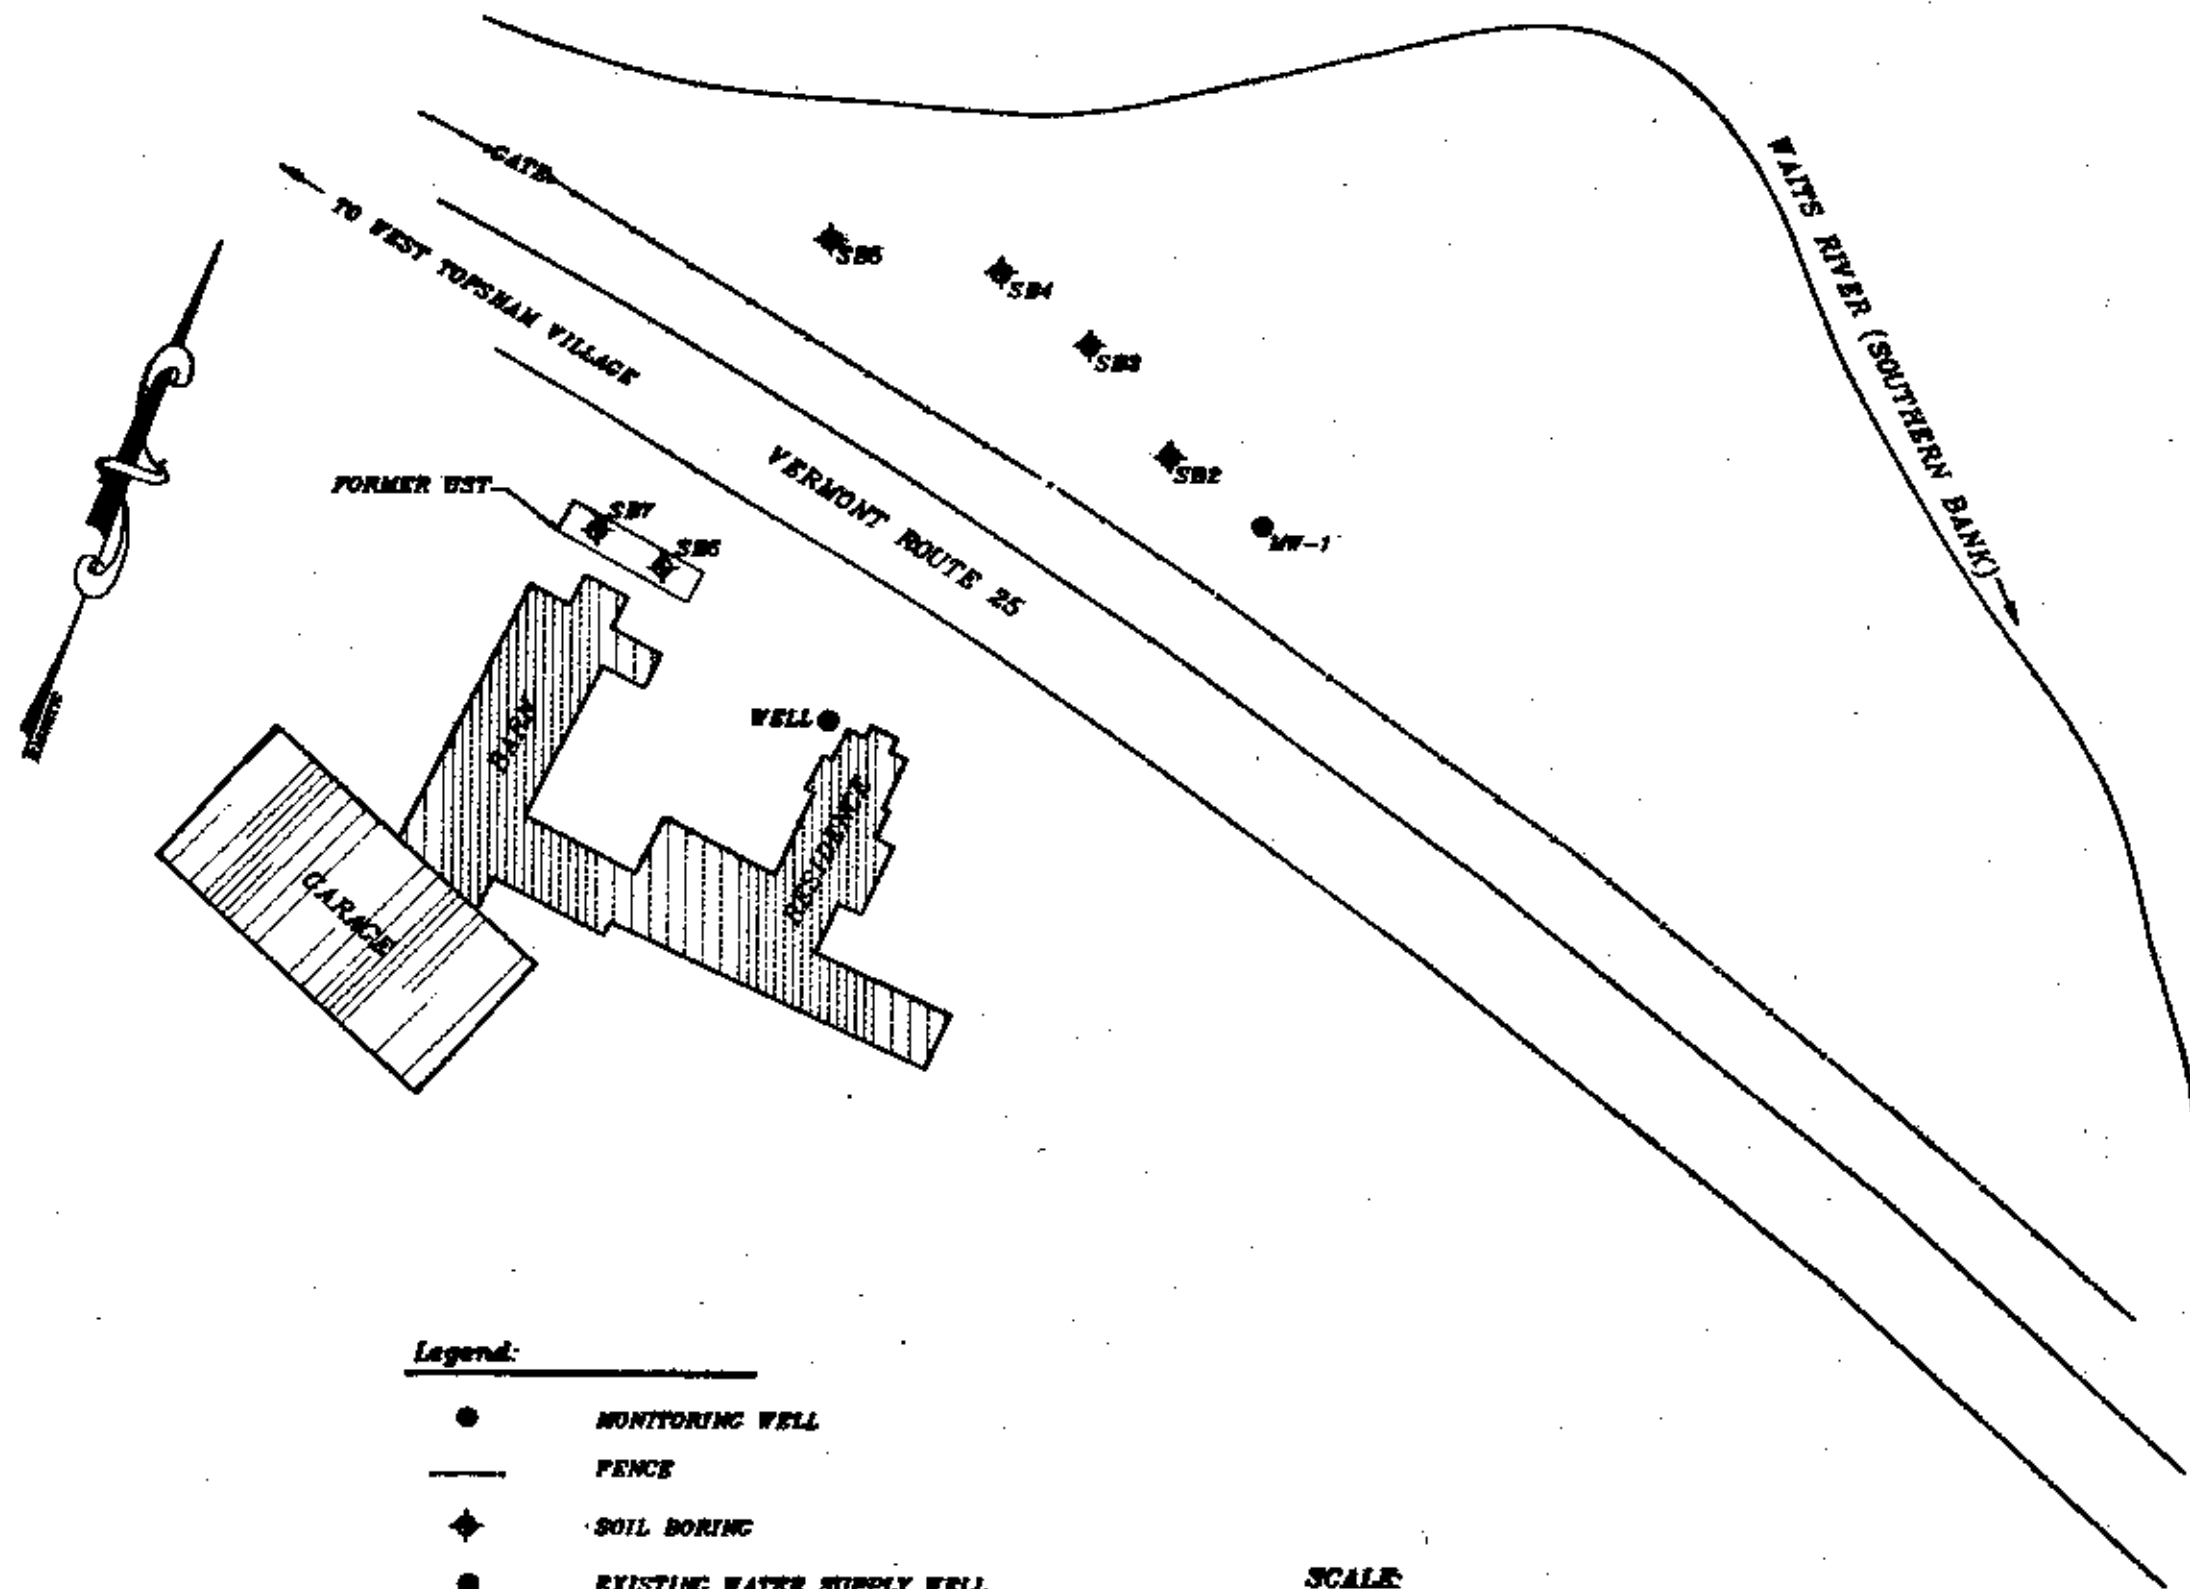 GATE
TO WEST TOPSHAM VILLAGE
WAITS RIVER (SOUTHERN BANK)
SB5
SB4
SB3
SB2
MW-1
VERMONT ROUTE 25
FORMER UST
SB7
SB6
BARN
WELL
RESIDENCE
GARAGE
Legend:
MONITORING WELL
FENCE
SOIL BORING
EXISTING WATER SUPPLY WELL
SCALE: